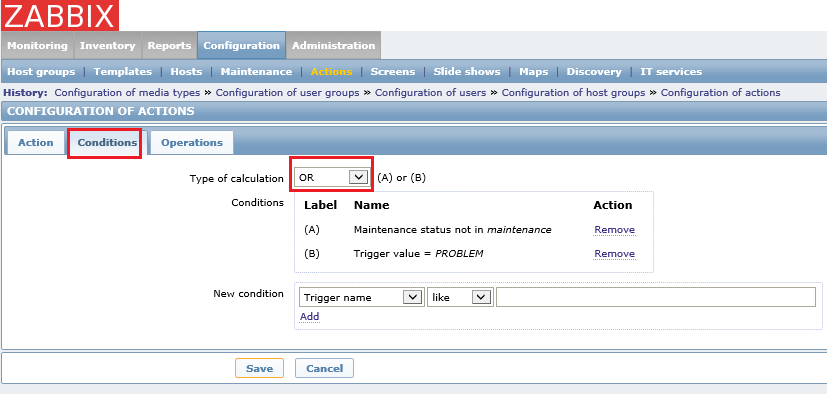 ZABBIX
Monitoring Inventory Reports Configuration Administration
Host groups | Templates | Hosts | Maintenance | Actions | Screens | Slide shows | Maps | Discovery | IT services
History: Configuration of media types » Configuration of user groups » Configuration of users » Configuration of host groups » Configuration of actions
CONFIGURATION OF ACTIONS
Action Conditions Operations
Type of calculation OR (A) or (B)
Conditions Label Name Action
(A) Maintenance status not in maintenance Remove
(B) Trigger value = PROBLEM Remove
New condition Trigger name like
Add
Save Cancel